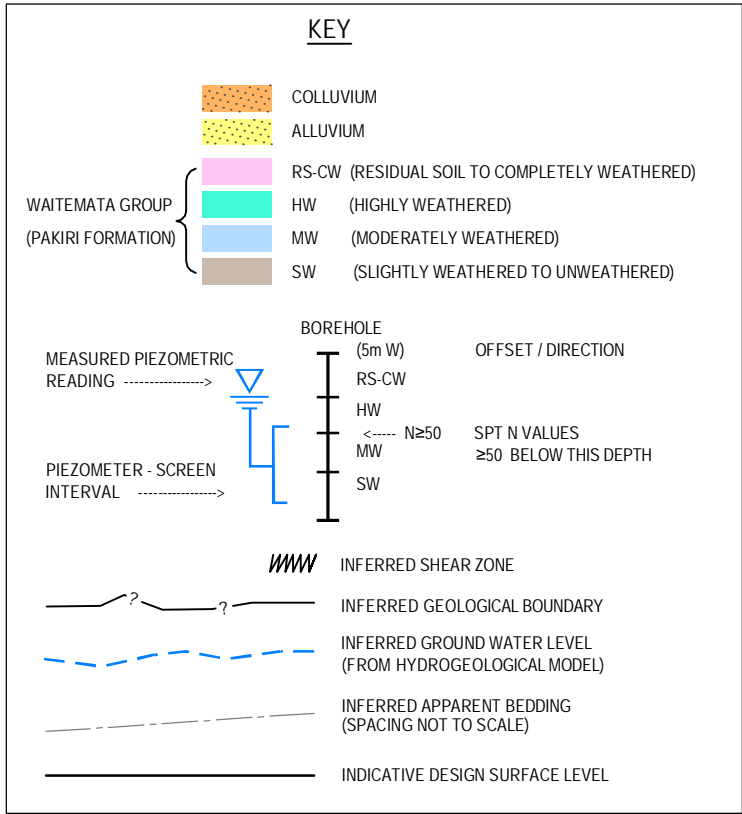 KEY
COLLUVIUM
ALLUVIUM
RS-CW (RESIDUAL SOIL TO COMPLETELY WEATHERED)
WAITEMATA GROUP
(PAKIRI FORMATION)
HW (HIGHLY WEATHERED)
MW (MODERATELY WEATHERED)
SW (SLIGHTLY WEATHERED TO UNWEATHERED)
BOREHOLE
(5m W) OFFSET / DIRECTION
MEASURED PIEZOMETRIC
READING ----------------->
RS-CW
HW
<----- N≥50 SPT N VALUES
≥50 BELOW THIS DEPTH
MW
PIEZOMETER - SCREEN
INTERVAL ----------------->
SW
INFERRED SHEAR ZONE
? ? INFERRED GEOLOGICAL BOUNDARY
INFERRED GROUND WATER LEVEL
(FROM HYDROGEOLOGICAL MODEL)
INFERRED APPARENT BEDDING
(SPACING NOT TO SCALE)
INDICATIVE DESIGN SURFACE LEVEL